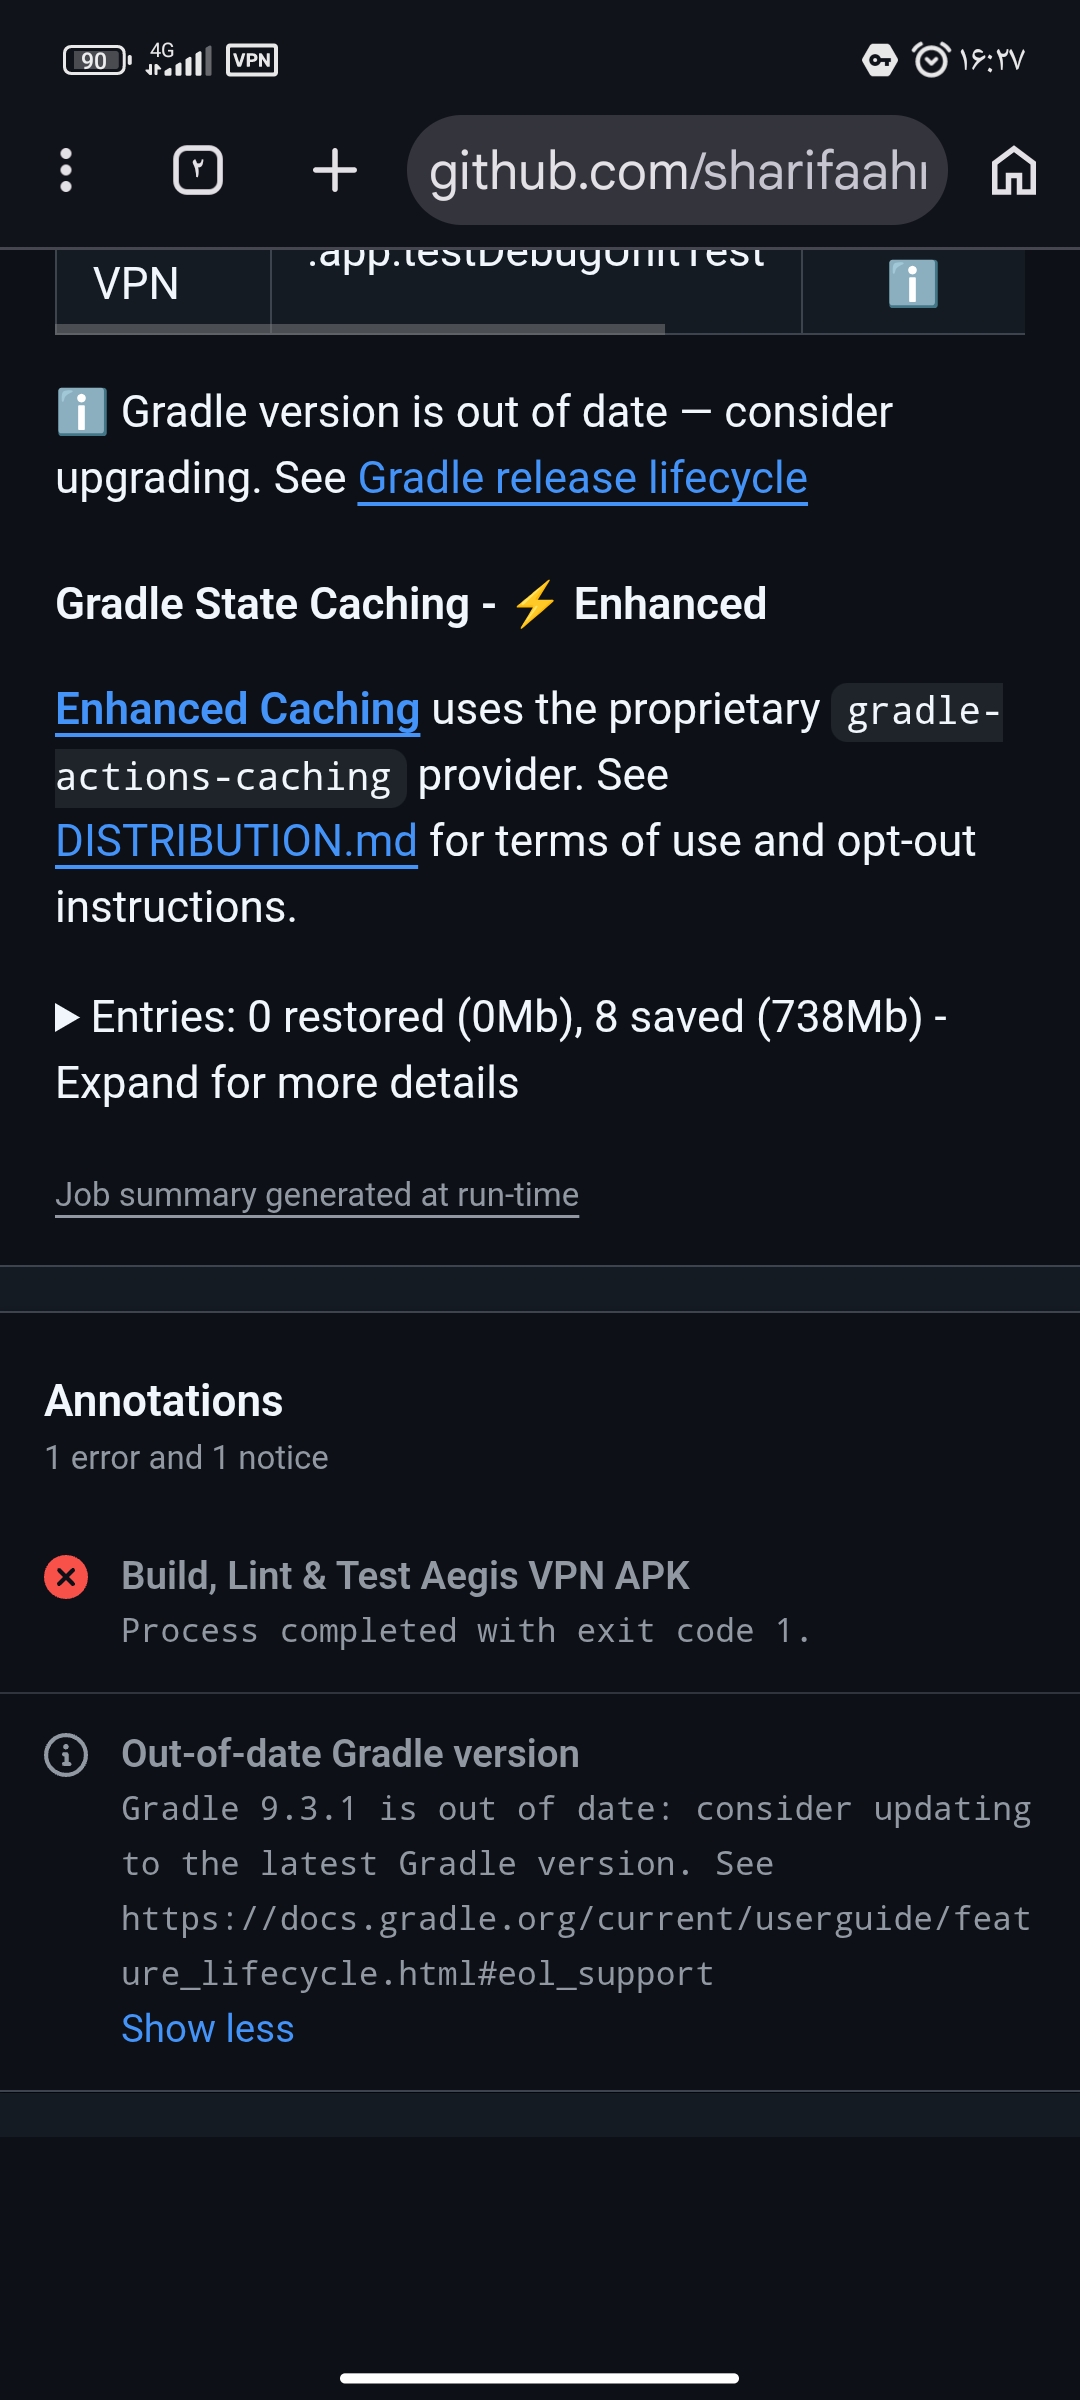 90 4G VPN ۱۶:۲۷
۲ github.com/sharifaah
VPN :app:testDebugUnitTest
Gradle version is out of date — consider
upgrading. See Gradle release lifecycle
Gradle State Caching - ⚡ Enhanced
Enhanced Caching uses the proprietary gradle-
actions-caching provider. See
DISTRIBUTION.md for terms of use and opt-out
instructions.
Entries: 0 restored (0Mb), 8 saved (738Mb) -
Expand for more details
Job summary generated at run-time
Annotations
1 error and 1 notice
Build, Lint & Test Aegis VPN APK
Process completed with exit code 1.
Out-of-date Gradle version
Gradle 9.3.1 is out of date: consider updating
to the latest Gradle version. See
https://docs.gradle.org/current/userguide/feat
ure_lifecycle.html#eol_support
Show less